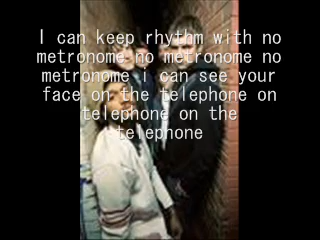 I can keep rhythm with no
metronome no metronome no
metronome i can see your
face on the telephone on
telephone on the
telephone